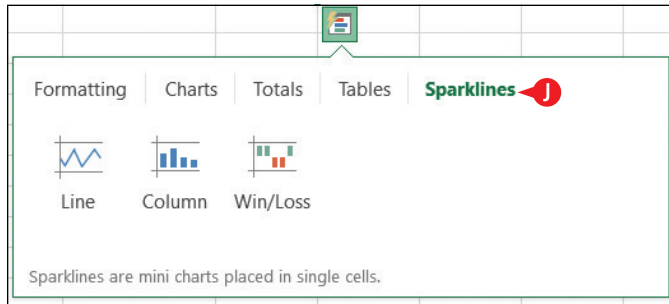 Formatting Charts Totals Tables Sparklines J
Line Column Win/Loss
Sparklines are mini charts placed in single cells.